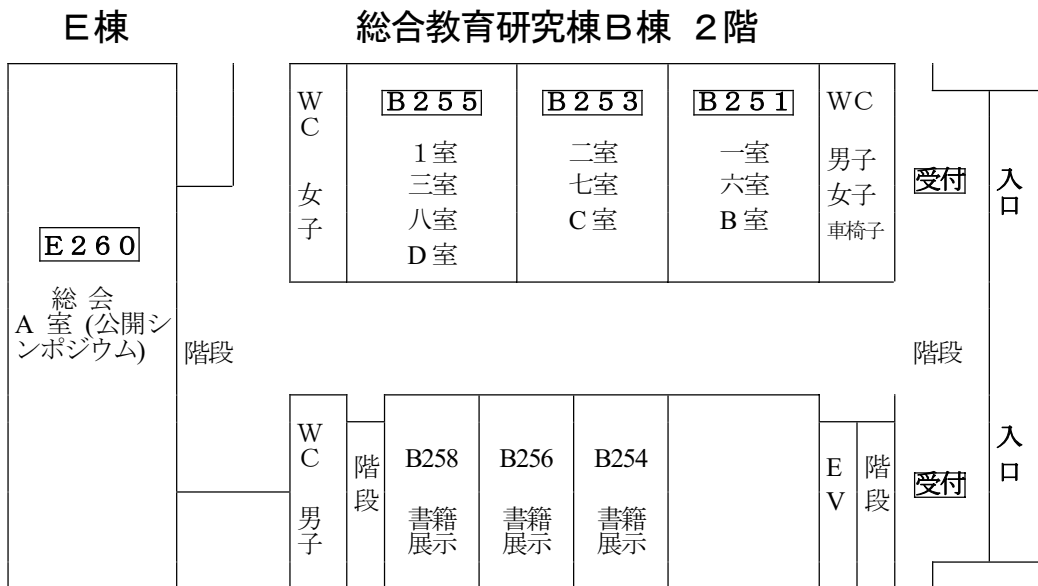 E棟
総合教育研究棟B棟 2階
E260
総 会
A 室 (公開シ
ンポジウム)
階段
WC
女子
B255
1室
三室
八室
D室
B253
二室
七室
C室
B251
一室
六室
B室
WC
男子
女子
車椅子
受付
入口
階段
WC
男子
階段
B258
書籍
展示
B256
書籍
展示
B254
書籍
展示
EV
階段
受付
入口